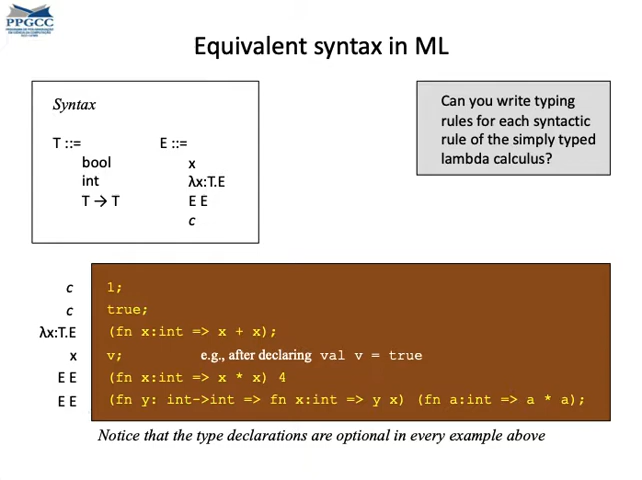 PPGCC
Equivalent syntax in ML
Syntax
T ::=
bool
int
T → T
E ::=
x
λx:T.E
E E
c
Can you write typing
rules for each syntactic
rule of the simply typed
lambda calculus?
c 1;
c true;
λx:T.E (fn x:int => x + x);
x v; e.g., after declaring val v = true
E E (fn x:int => x * x) 4
E E (fn y: int->int => fn x:int => y x) (fn a:int => a * a);
Notice that the type declarations are optional in every example above